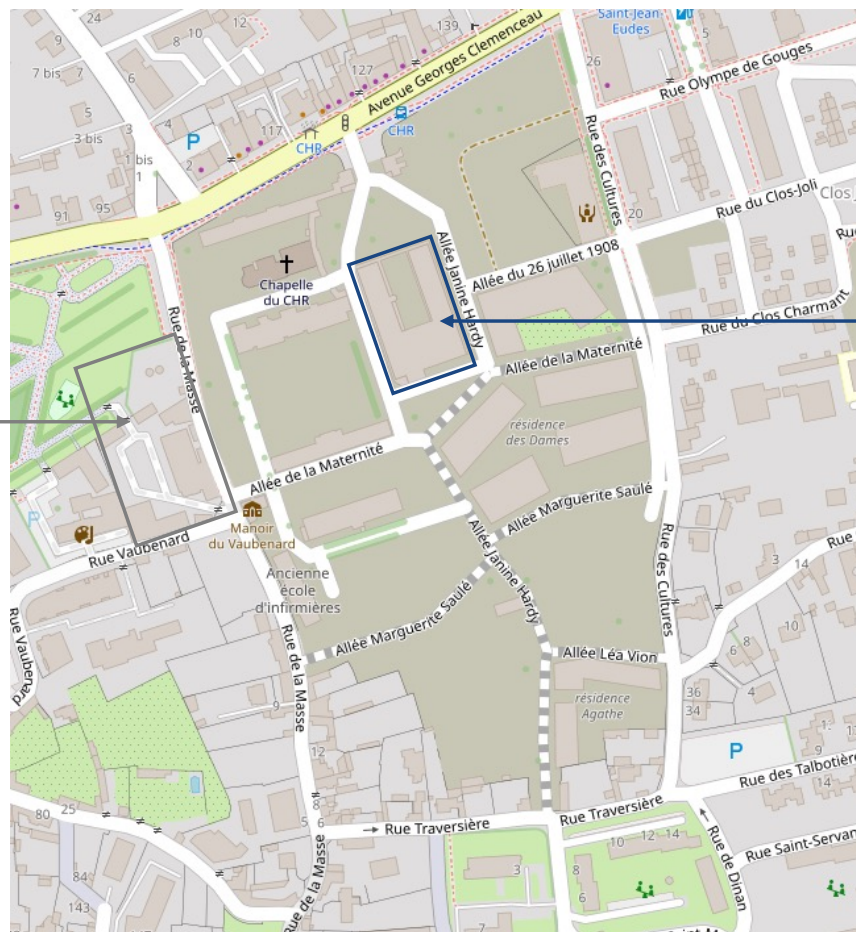 139
Saint-Jean
Eudes
9
24
12
10
8
7 bis
6
127
26
5
Avenue Georges Clemenceau
Rue Olympe de Gouges
5
3 bis
3
4
P
117
CHR
CHR
2
1 bis
1
Rue des Cultures
91
95
20
Rue du Clos-Joli
Chapelle
du CHR
Allée Janine Hardy
Allée du 26 juillet 1908
Rue du Clos Charmant
Rue de la Masse
Allée de la Maternité
résidence
des Dames
Allée de la Maternité
P
Manoir
du Vaubenard
Rue Vaubenard
Allée Marguerite Saulé
Ancienne
école
d'infirmières
Allée Janine Hardy
Rue des Cultures
3
14
Rue Vaubenard
Allée Marguerite Saulé
10
8
6
Allée Léa Vion
4
Rue de la Masse
9
résidence
Agathe
36
34
12
P
9
Rue des Talbotière
80
25
8
6
5
Rue Traversière
Rue Traversière
10
12
14
Rue de Dinan
Rue Saint-Servan
84
3
8
6
143
Rue de la Masse
7